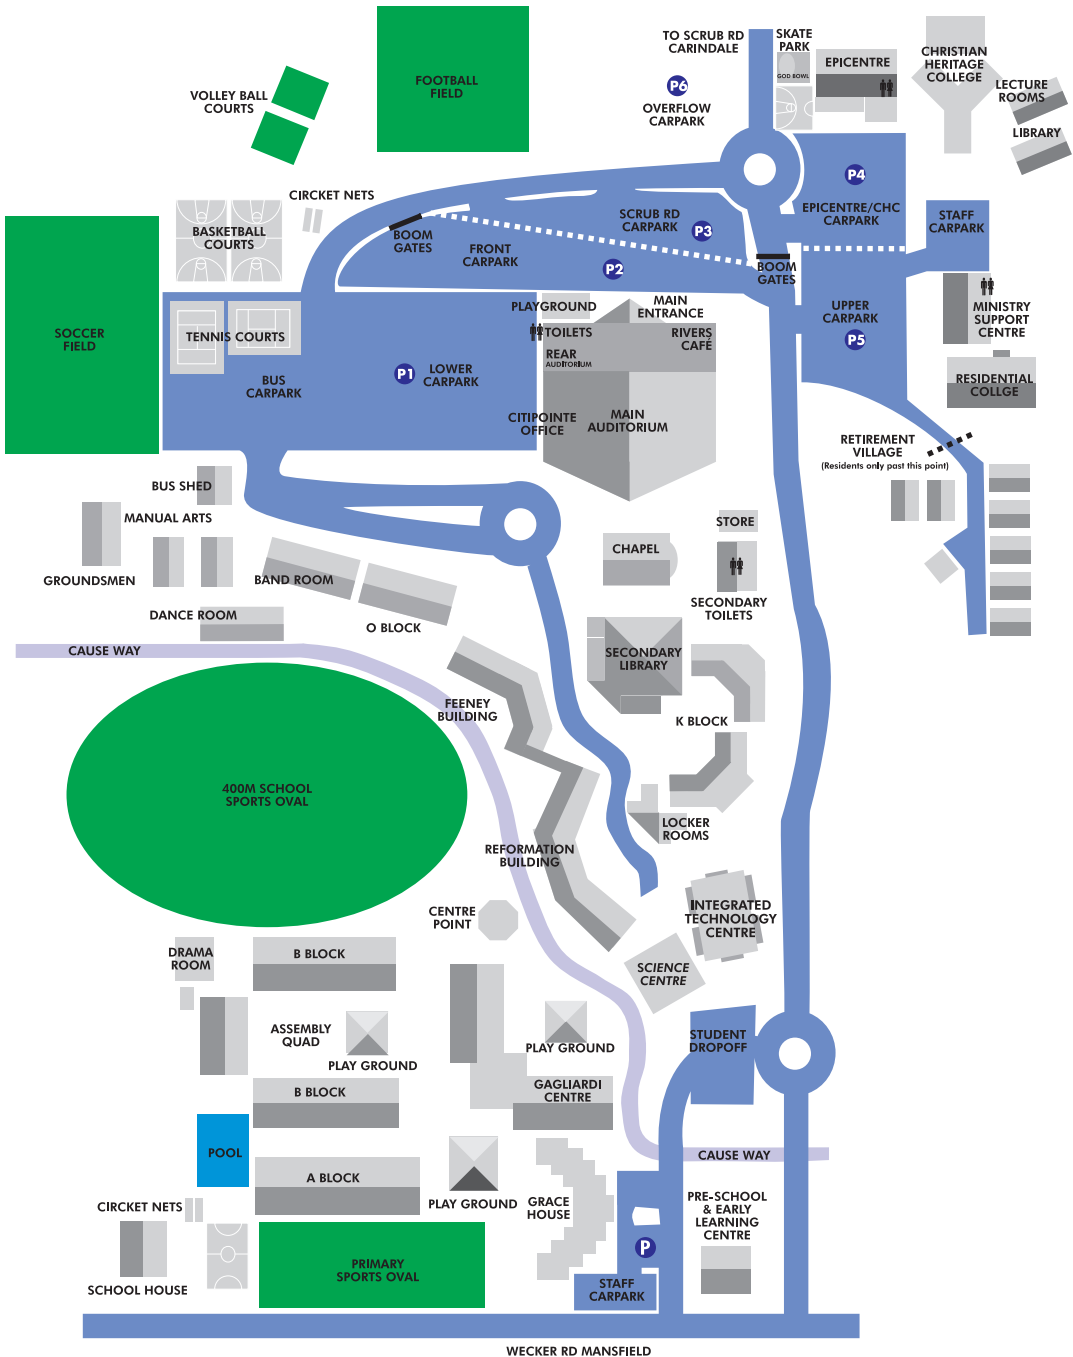 TO SCRUB RD
CARINDALE
SKATE
PARK
GOD BOWL
EPICENTRE
CHRISTIAN
HERITAGE
COLLEGE
LECTURE
ROOMS
LIBRARY
FOOTBALL
FIELD
VOLLEY BALL
COURTS
P6
OVERFLOW
CARPARK
P4
EPICENTRE/CHC
CARPARK
STAFF
CARPARK
CIRCKET NETS
BASKETBALL
COURTS
BOOM
GATES
FRONT
CARPARK
SCRUB RD
CARPARK
P3
P2
BOOM
GATES
UPPER
CARPARK
P5
MINISTRY
SUPPORT
CENTRE
RESIDENTIAL
COLLGE
SOCCER
FIELD
TENNIS COURTS
BUS
CARPARK
P1
LOWER
CARPARK
PLAYGROUND
TOILETS
REAR
AUDITORIUM
MAIN
ENTRANCE
RIVERS
CAFÉ
CITIPOINTE
OFFICE
MAIN
AUDITORIUM
RETIREMENT
VILLAGE
(Residents only past this point)
BUS SHED
MANUAL ARTS
GROUNDSMEN
BAND ROOM
DANCE ROOM
O BLOCK
CAUSE WAY
CHAPEL
STORE
SECONDARY
TOILETS
SECONDARY
LIBRARY
K BLOCK
FEENEY
BUILDING
400M SCHOOL
SPORTS OVAL
LOCKER
ROOMS
REFORMATION
BUILDING
INTEGRATED
TECHNOLOGY
CENTRE
CENTRE
POINT
SCIENCE
CENTRE
DRAMA
ROOM
B BLOCK
ASSEMBLY
QUAD
PLAY GROUND
PLAY GROUND
STUDENT
DROPOFF
B BLOCK
GAGLIARDI
CENTRE
POOL
A BLOCK
PLAY GROUND
GRACE
HOUSE
CAUSE WAY
PRE-SCHOOL
& EARLY
LEARNING
CENTRE
CIRCKET NETS
SCHOOL HOUSE
PRIMARY
SPORTS OVAL
P
STAFF
CARPARK
WECKER RD MANSFIELD